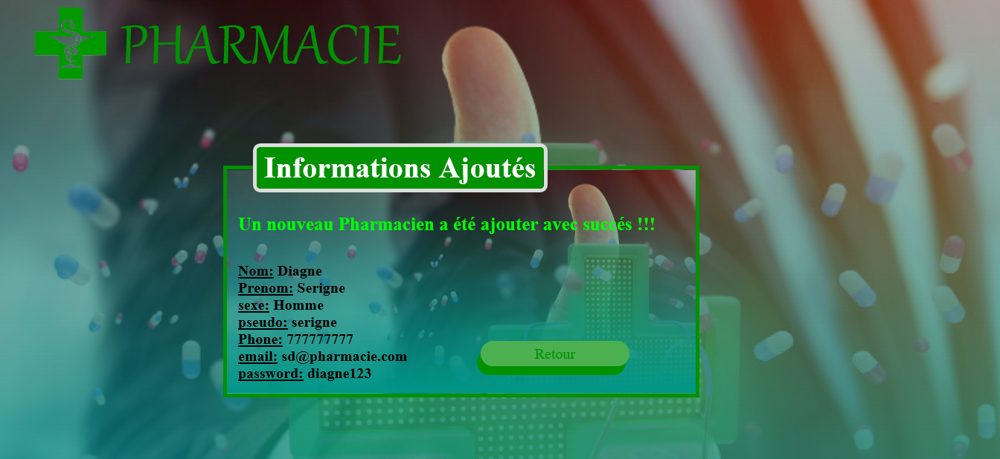 PHARMACIE
Informations Ajoutés
Un nouveau Pharmacien a été ajouter avec succés !!!
Nom: Diagne
Prenom: Serigne
sexe: Homme
pseudo: serigne
Phone: 777777777
email: sd@pharmacie.com
password: diagne123
Retour